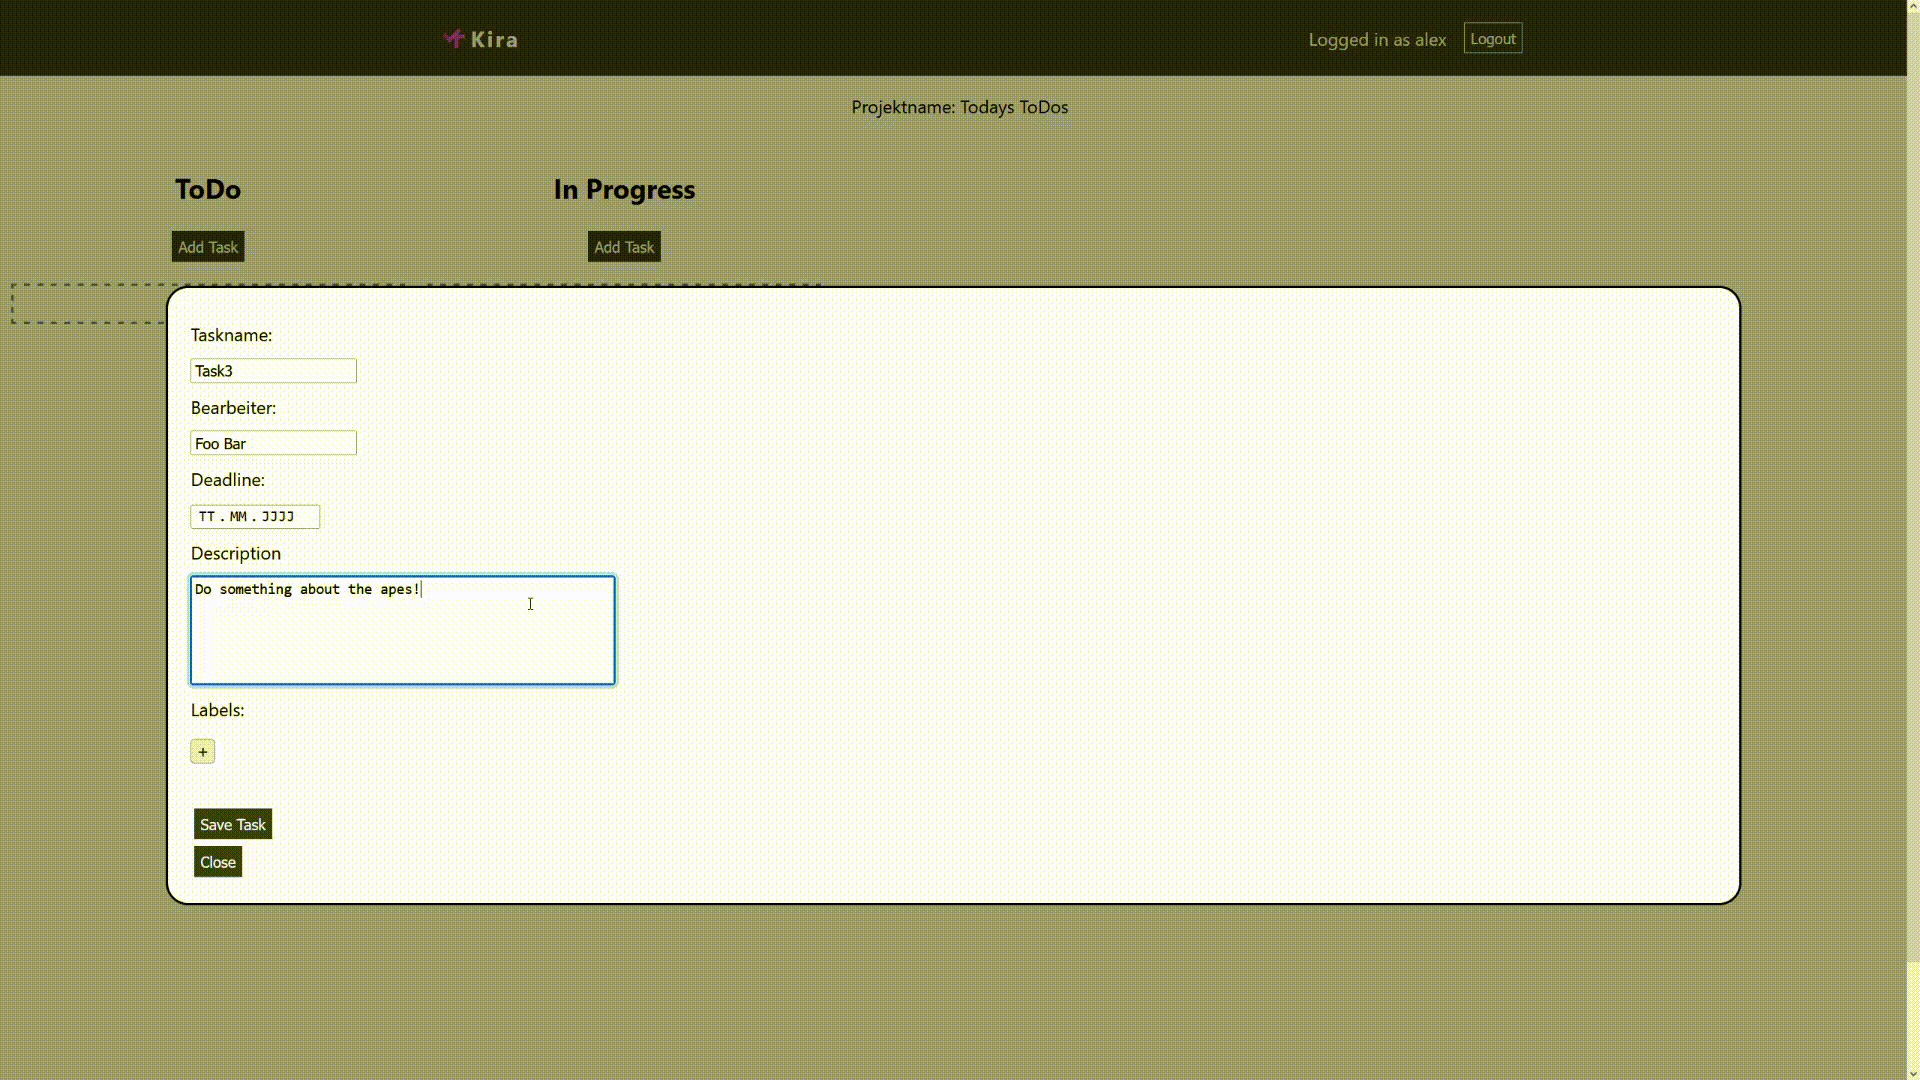 Kira
Logged in as alex
Logout
Projektname: Todays ToDos
ToDo
In Progress
Add Task
Add Task
Taskname:
Task3
Bearbeiter:
Foo Bar
Deadline:
TT.MM.JJJJ
Description
Do something about the apes!
Labels:
+
Save Task
Close